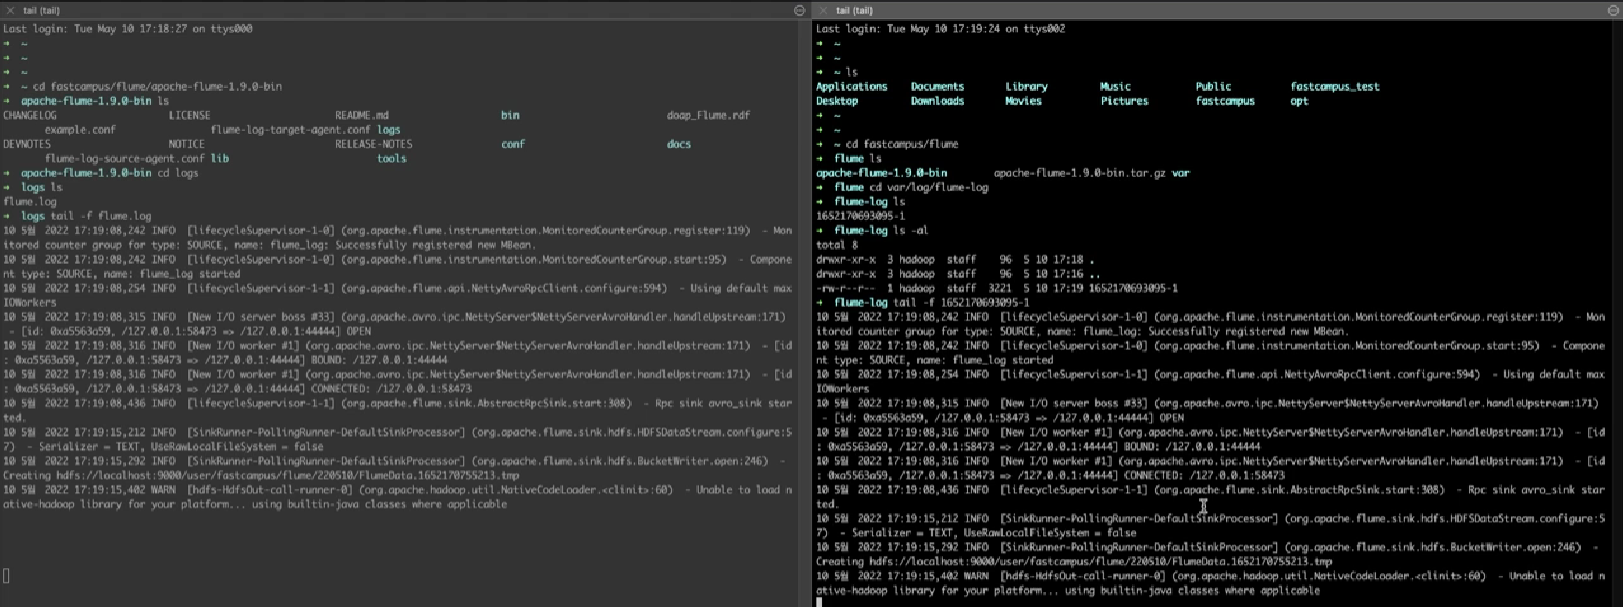 tail (tail)
Last login: Tue May 10 17:18:27 on ttys000
→ ~
→ ~
→ ~
→ ~ cd fastcampus/flume/apache-flume-1.9.0-bin
→ apache-flume-1.9.0-bin ls
CHANGELOG LICENSE README.md bin doap_Flume.rdf
example.conf flume-log-target-agent.conf logs
DEVNOTES NOTICE RELEASE-NOTES conf docs
flume-log-source-agent.conf lib tools
→ apache-flume-1.9.0-bin cd logs
→ logs ls
flume.log
→ logs tail -f flume.log
10 5월 2022 17:19:08,242 INFO [lifecycleSupervisor-1-0] (org.apache.flume.instrumentation.MonitoredCounterGroup.register:119) - Mon
itored counter group for type: SOURCE, name: flume_log: Successfully registered new MBean.
10 5월 2022 17:19:08,242 INFO [lifecycleSupervisor-1-0] (org.apache.flume.instrumentation.MonitoredCounterGroup.start:95) - Compone
nt type: SOURCE, name: flume_log started
10 5월 2022 17:19:08,254 INFO [lifecycleSupervisor-1-1] (org.apache.flume.api.NettyAvroRpcClient.configure:594) - Using default max
IOWorkers
10 5월 2022 17:19:08,315 INFO [New I/O server boss #33] (org.apache.avro.ipc.NettyServer$NettyServerAvroHandler.handleUpstream:171)
- [id: 0xa5563a59, /127.0.0.1:58473 => /127.0.0.1:44444] OPEN
10 5월 2022 17:19:08,316 INFO [New I/O worker #1] (org.apache.avro.ipc.NettyServer$NettyServerAvroHandler.handleUpstream:171) - [id
: 0xa5563a59, /127.0.0.1:58473 => /127.0.0.1:44444] BOUND: /127.0.0.1:44444
10 5월 2022 17:19:08,316 INFO [New I/O worker #1] (org.apache.avro.ipc.NettyServer$NettyServerAvroHandler.handleUpstream:171) - [id
: 0xa5563a59, /127.0.0.1:58473 => /127.0.0.1:44444] CONNECTED: /127.0.0.1:58473
10 5월 2022 17:19:08,436 INFO [lifecycleSupervisor-1-1] (org.apache.flume.sink.AbstractRpcSink.start:308) - Rpc sink avro_sink star
ted.
10 5월 2022 17:19:15,212 INFO [SinkRunner-PollingRunner-DefaultSinkProcessor] (org.apache.flume.sink.hdfs.HDFSDataStream.configure:5
7) - Serializer = TEXT, UseRawLocalFileSystem = false
10 5월 2022 17:19:15,292 INFO [SinkRunner-PollingRunner-DefaultSinkProcessor] (org.apache.flume.sink.hdfs.BucketWriter.open:246) -
Creating hdfs://localhost:9000/user/fastcampus/flume/220510/FlumeData.1652170755213.tmp
10 5월 2022 17:19:15,402 WARN [hdfs-HdfsOut-call-runner-0] (org.apache.hadoop.util.NativeCodeLoader.<clinit>:60) - Unable to load n
ative-hadoop library for your platform... using builtin-java classes where applicable
tail (tail)
Last login: Tue May 10 17:19:24 on ttys002
→ ~
→ ~
→ ~ ls
Applications Documents Library Music Public fastcampus_test
Desktop Downloads Movies Pictures fastcampus opt
→ ~
→ ~
→ ~ cd fastcampus/flume
→ flume ls
apache-flume-1.9.0-bin apache-flume-1.9.0-bin.tar.gz var
→ flume cd var/log/flume-log
→ flume-log ls
1652170693095-1
→ flume-log ls -al
total 8
drwxr-xr-x 3 hadoop staff 96 5 10 17:18 .
drwxr-xr-x 3 hadoop staff 96 5 10 17:16 ..
-rw-r--r-- 1 hadoop staff 3221 5 10 17:19 1652170693095-1
→ flume-log tail -f 1652170693095-1
10 5월 2022 17:19:08,242 INFO [lifecycleSupervisor-1-0] (org.apache.flume.instrumentation.MonitoredCounterGroup.register:119) - Mon
itored counter group for type: SOURCE, name: flume_log: Successfully registered new MBean.
10 5월 2022 17:19:08,242 INFO [lifecycleSupervisor-1-0] (org.apache.flume.instrumentation.MonitoredCounterGroup.start:95) - Compone
nt type: SOURCE, name: flume_log started
10 5월 2022 17:19:08,254 INFO [lifecycleSupervisor-1-1] (org.apache.flume.api.NettyAvroRpcClient.configure:594) - Using default max
IOWorkers
10 5월 2022 17:19:08,315 INFO [New I/O server boss #33] (org.apache.avro.ipc.NettyServer$NettyServerAvroHandler.handleUpstream:171)
- [id: 0xa5563a59, /127.0.0.1:58473 => /127.0.0.1:44444] OPEN
10 5월 2022 17:19:08,316 INFO [New I/O worker #1] (org.apache.avro.ipc.NettyServer$NettyServerAvroHandler.handleUpstream:171) - [id
: 0xa5563a59, /127.0.0.1:58473 => /127.0.0.1:44444] BOUND: /127.0.0.1:44444
10 5월 2022 17:19:08,316 INFO [New I/O worker #1] (org.apache.avro.ipc.NettyServer$NettyServerAvroHandler.handleUpstream:171) - [id
: 0xa5563a59, /127.0.0.1:58473 => /127.0.0.1:44444] CONNECTED: /127.0.0.1:58473
10 5월 2022 17:19:08,436 INFO [lifecycleSupervisor-1-1] (org.apache.flume.sink.AbstractRpcSink.start:308) - Rpc sink avro_sink star
ted.
10 5월 2022 17:19:15,212 INFO [SinkRunner-PollingRunner-DefaultSinkProcessor] (org.apache.flume.sink.hdfs.HDFSDataStream.configure:5
7) - Serializer = TEXT, UseRawLocalFileSystem = false
10 5월 2022 17:19:15,292 INFO [SinkRunner-PollingRunner-DefaultSinkProcessor] (org.apache.flume.sink.hdfs.BucketWriter.open:246) -
Creating hdfs://localhost:9000/user/fastcampus/flume/220510/FlumeData.1652170755213.tmp
10 5월 2022 17:19:15,402 WARN [hdfs-HdfsOut-call-runner-0] (org.apache.hadoop.util.NativeCodeLoader.<clinit>:60) - Unable to load n
ative-hadoop library for your platform... using builtin-java classes where applicable